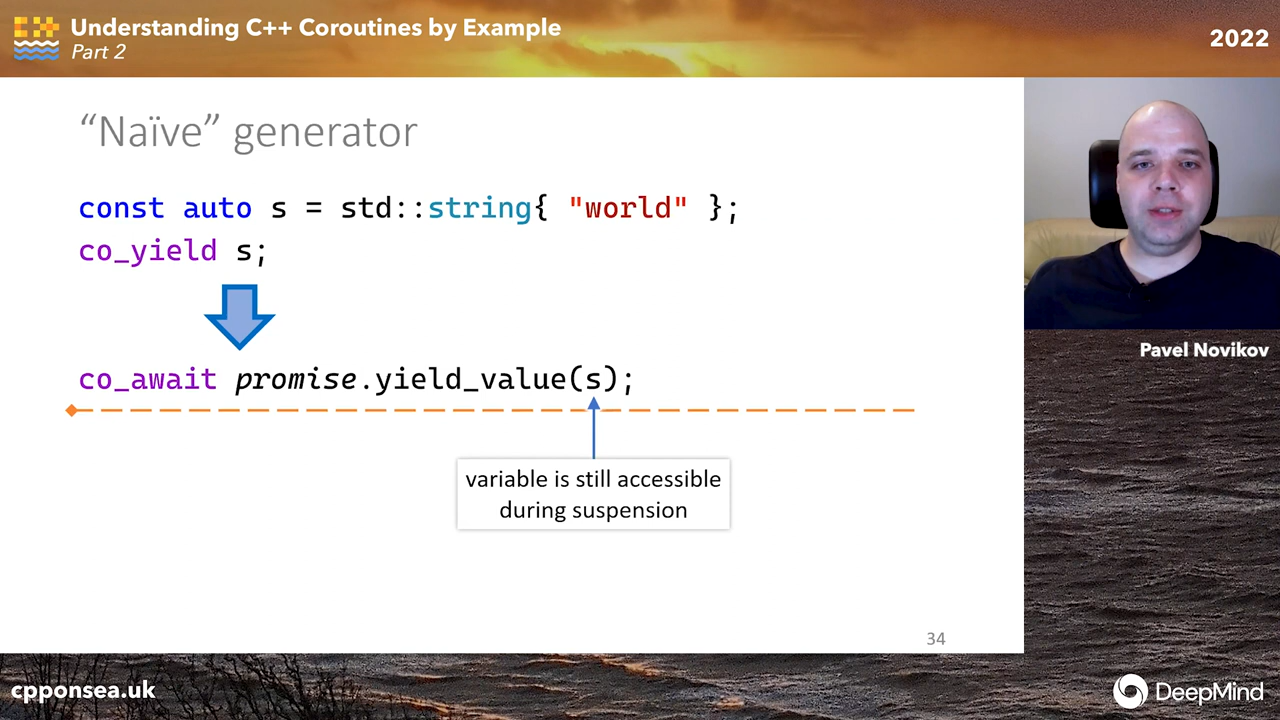 Understanding C++ Coroutines by Example
Part 2
2022
“Naïve” generator
const auto s = std::string{ "world" };
co_yield s;
co_await promise.yield_value(s);
variable is still accessible
during suspension
34
Pavel Novikov
cpponsea.uk
DeepMind